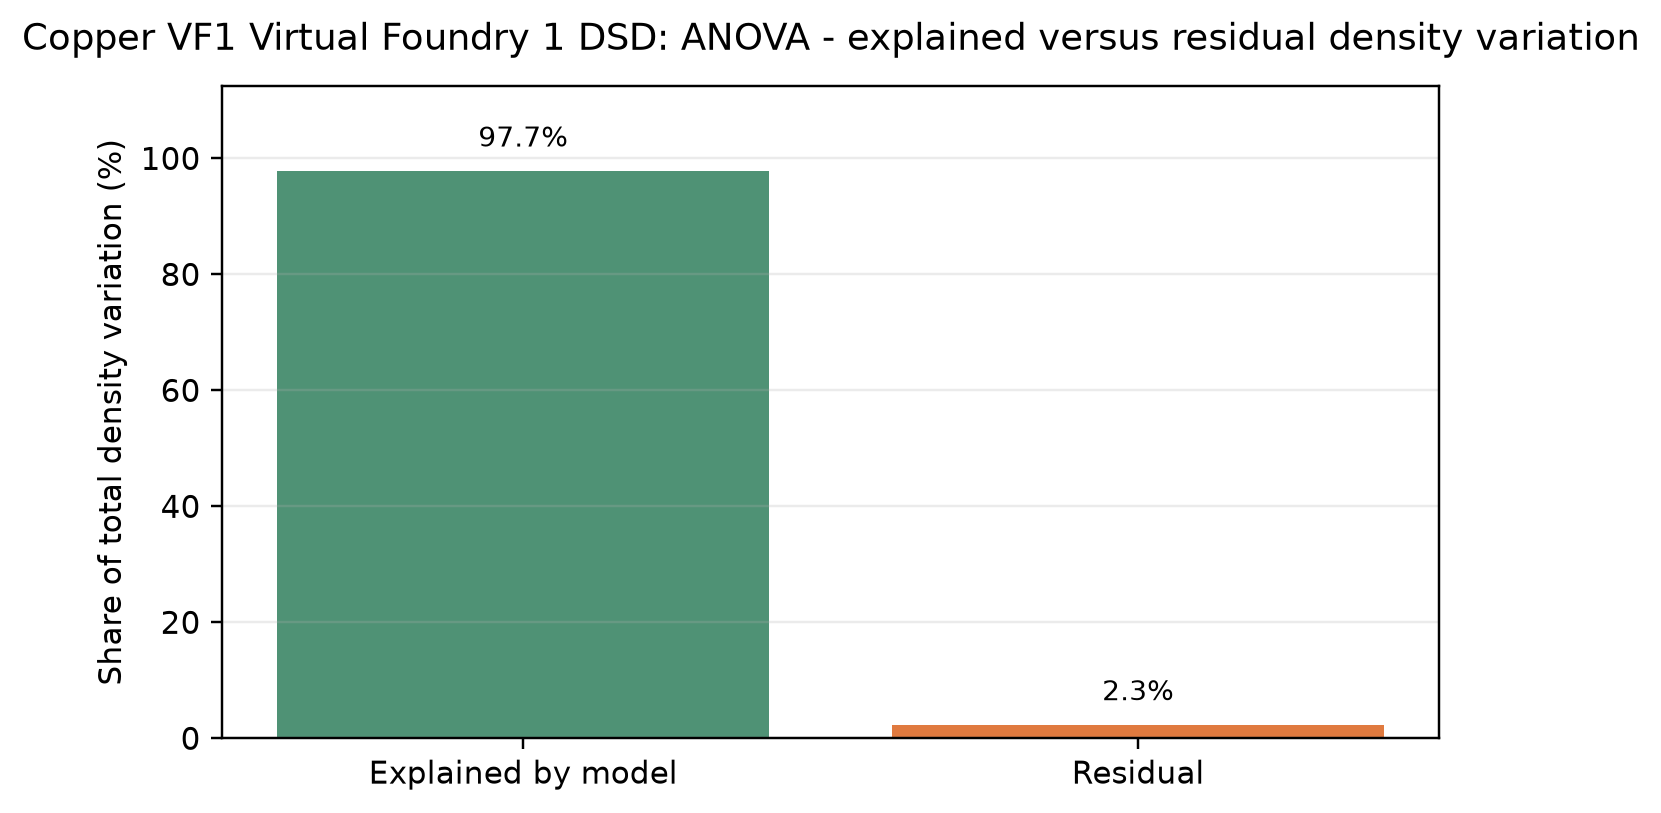 Copper VF1 Virtual Foundry 1 DSD: ANOVA - explained versus residual density variation
Share of total density variation (%)
100
80
60
40
20
0
97.7%
2.3%
Explained by model
Residual